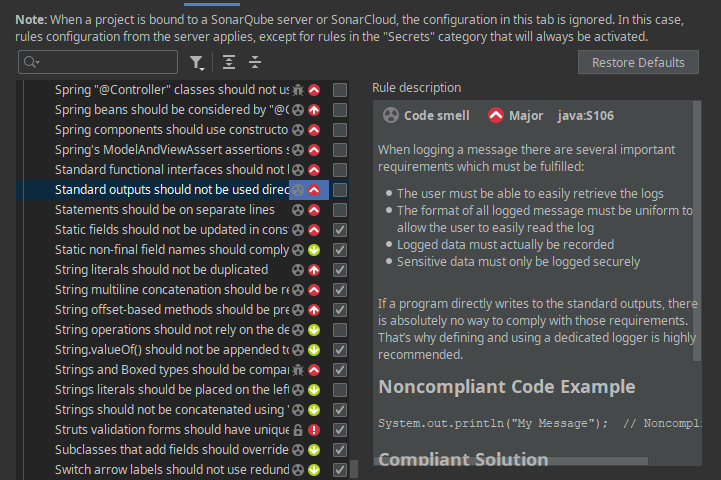 Note: When a project is bound to a SonarQube server or SonarCloud, the configuration in this tab is ignored. In this case,
rules configuration from the server applies, except for rules in the "Secrets" category that will always be activated.
Restore Defaults
Spring "@Controller" classes should not us
Spring beans should be considered by "@C
Spring components should use constructo
Spring's ModelAndViewAssert assertions s
Standard functional interfaces should not
Standard outputs should not be used direc
Statements should be on separate lines
Static fields should not be updated in cons
Static non-final field names should comply
String literals should not be duplicated
String multiline concatenation should be re
String offset-based methods should be pre
String operations should not rely on the de
String.valueOf() should not be appended to
Strings and Boxed types should be compa
Strings literals should be placed on the left
Strings should not be concatenated using '
Struts validation forms should have unique
Subclasses that add fields should override
Switch arrow labels should not use redund
Rule description
Code smell Major java:S106
When logging a message there are several important
requirements which must be fulfilled:
The user must be able to easily retrieve the logs
The format of all logged message must be uniform to
allow the user to easily read the log
Logged data must actually be recorded
Sensitive data must only be logged securely
If a program directly writes to the standard outputs, there
is absolutely no way to comply with those requirements.
That's why defining and using a dedicated logger is highly
recommended.
Noncompliant Code Example
System.out.println("My Message"); // Noncompli
Compliant Solution